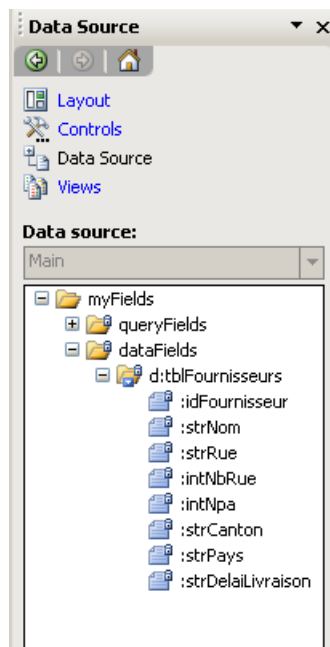 Data Source
Layout
Controls
Data Source
Views
Data source:
Main
myFields
queryFields
dataFields
d:tblFournisseurs
:idFournisseur
:strNom
:strRue
:intNbRue
:intNpa
:strCanton
:strPays
:strDelaiLivraison